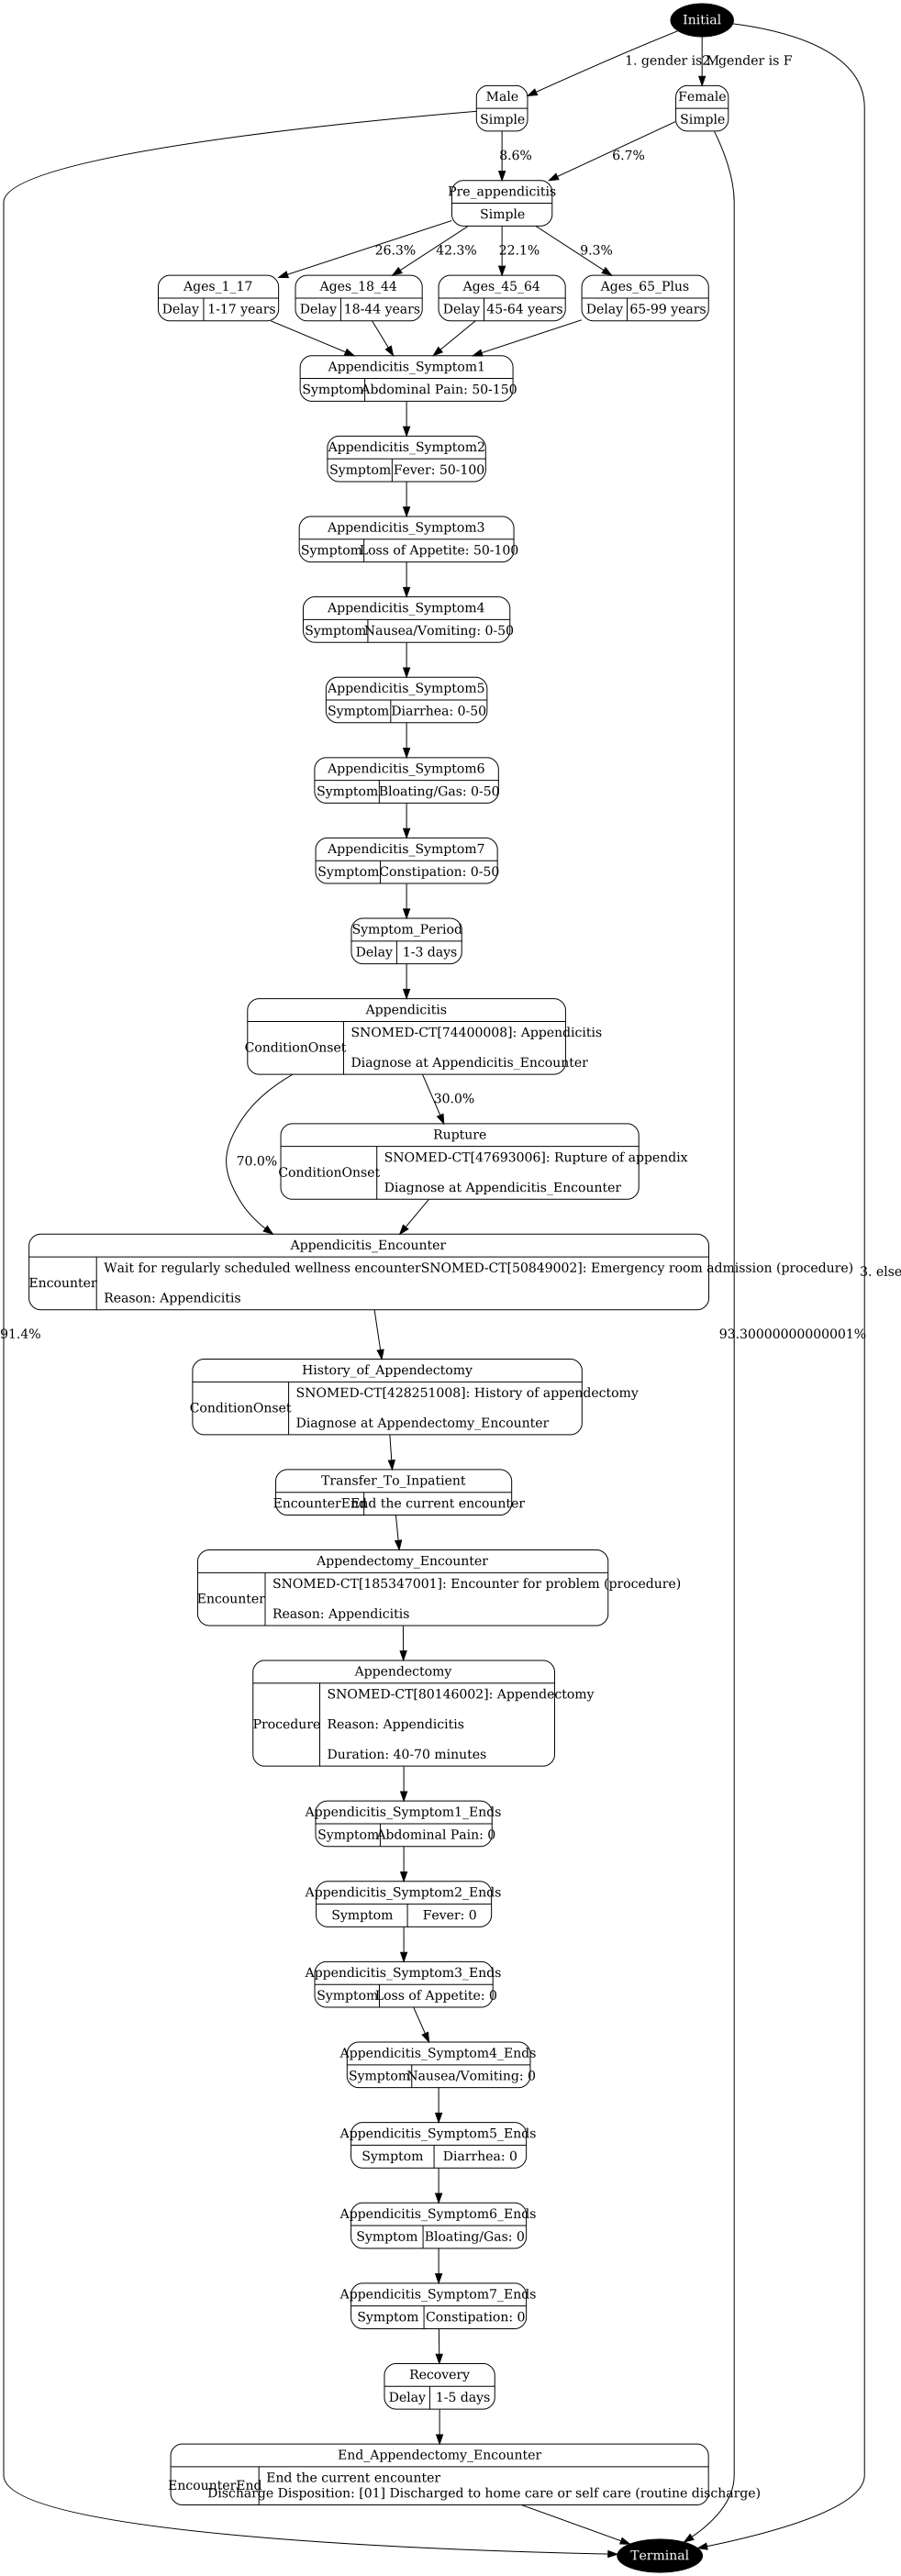 Initial
1. gender is M
2. gender is F
Male
Simple
Female
Simple
8.6%
6.7%
Pre_appendicitis
Simple
26.3%
42.3%
22.1%
9.3%
Ages_1_17
Delay 1-17 years
Ages_18_44
Delay 18-44 years
Ages_45_64
Delay 45-64 years
Ages_65_Plus
Delay 65-99 years
Appendicitis_Symptom1
Symptom Abdominal Pain: 50-150
Appendicitis_Symptom2
Symptom Fever: 50-100
Appendicitis_Symptom3
Symptom Loss of Appetite: 50-100
Appendicitis_Symptom4
Symptom Nausea/Vomiting: 0-50
Appendicitis_Symptom5
Symptom Diarrhea: 0-50
Appendicitis_Symptom6
Symptom Bloating/Gas: 0-50
Appendicitis_Symptom7
Symptom Constipation: 0-50
Symptom_Period
Delay 1-3 days
Appendicitis
ConditionOnset
SNOMED-CT[74400008]: Appendicitis
Diagnose at Appendicitis_Encounter
30.0%
70.0%
Rupture
ConditionOnset
SNOMED-CT[47693006]: Rupture of appendix
Diagnose at Appendicitis_Encounter
Appendicitis_Encounter
Encounter
Wait for regularly scheduled wellness encounterSNOMED-CT[50849002]: Emergency room admission (procedure)
Reason: Appendicitis
3. else
91.4%
93.30000000000001%
History_of_Appendectomy
ConditionOnset
SNOMED-CT[428251008]: History of appendectomy
Diagnose at Appendectomy_Encounter
Transfer_To_Inpatient
EncounterEnd End the current encounter
Appendectomy_Encounter
Encounter
SNOMED-CT[185347001]: Encounter for problem (procedure)
Reason: Appendicitis
Appendectomy
Procedure
SNOMED-CT[80146002]: Appendectomy
Reason: Appendicitis
Duration: 40-70 minutes
Appendicitis_Symptom1_Ends
Symptom Abdominal Pain: 0
Appendicitis_Symptom2_Ends
Symptom Fever: 0
Appendicitis_Symptom3_Ends
Symptom Loss of Appetite: 0
Appendicitis_Symptom4_Ends
Symptom Nausea/Vomiting: 0
Appendicitis_Symptom5_Ends
Symptom Diarrhea: 0
Appendicitis_Symptom6_Ends
Symptom Bloating/Gas: 0
Appendicitis_Symptom7_Ends
Symptom Constipation: 0
Recovery
Delay 1-5 days
End_Appendectomy_Encounter
EncounterEnd
End the current encounter
Discharge Disposition: [01] Discharged to home care or self care (routine discharge)
Terminal